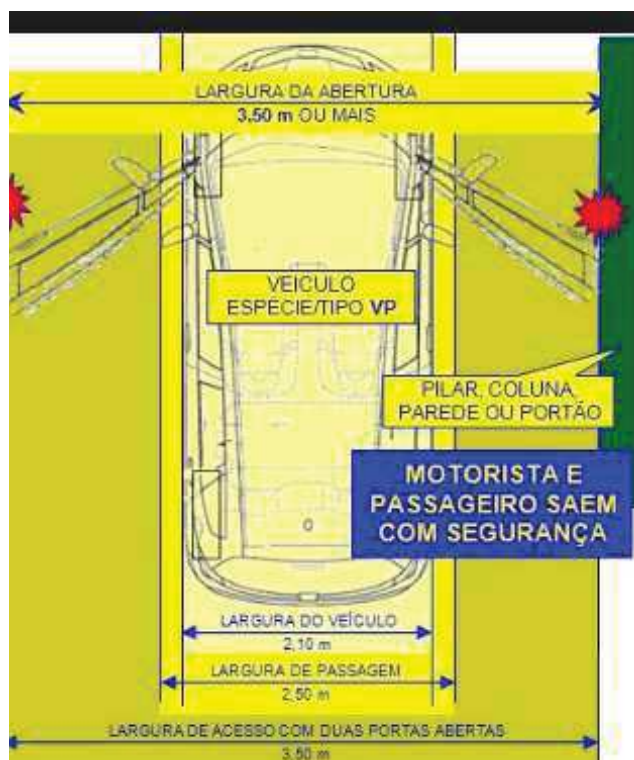 LARGURA DA ABERTURA
3.50 m OU MAIS
VEÍCULO
ESPÉCIE/TIPO VP
PILAR, COLUNA,
PAREDE OU PORTÃO
MOTORISTA E
PASSAGEIRO SAEM
COM SEGURANÇA
LARGURA DO VEÍCULO
2,10 m
LARGURA DE PASSAGEM
2,50 m
LARGURA DE ACESSO COM DUAS PORTAS ABERTAS
3,50 m